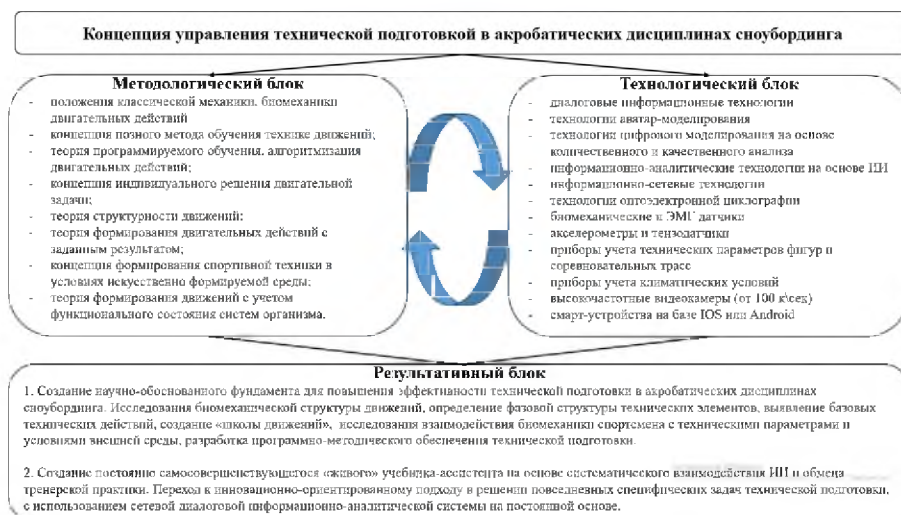 Концепция управления технической подготовкой в акробатических дисциплинах сноубординга
Методологический блок
- положения классической механики, биомеханики
двигательных действий
- концепция позного метода обучения технике движений;
- теория программируемого обучения, алгоритмизация
двигательных действий;
- концепция индивидуального решения двигательной
задачи;
- теория структурности движений;
- теория формирования двигательных действий с
заданным результатом;
- концепция формирования спортивной техники в
условиях искусственно формируемой среды;
- теория формирования движений с учетом
функционального состояния систем организма.
Технологический блок
- диалоговые информационные технологии
- технологии аватар-моделирования
- технологии цифрового моделирования на основе
количественного и качественного анализа
- информационно-аналитические технологии на основе ИИ
- информационно-сетевые технологии
- технологии оптоэлектронной циклографии
- биомеханические и ЭМГ датчики
- акселерометры и тензодатчики
- приборы учета технических параметров фигур и
соревновательных трасс
- приборы учета климатических условий
- высокочастотные видеокамеры (от 100 к\сек)
- смарт-устройства на базе IOS или Android
Результативный блок
1. Создание научно-обоснованного фундамента для повышения эффективности технической подготовки в акробатических дисциплинах
сноубординга. Исследования биомеханической структуры движений, определение фазовой структуры технических элементов, выявление базовых
технических действий, создание «школы движений», исследования взаимодействия биомеханики спортсмена с техническими параметрами и
условиями внешней среды, разработка программно-методического обеспечения технической подготовки.
2. Создание постоянно самосовершенствующегося «живого» учебника-ассистента на основе систематического взаимодействия ИИ и обмена
тренерской практики. Переход к инновационно-ориентированному подходу в решении повседневных специфических задач технической подготовки,
с использованием сетевой диалоговой информационно-аналитической системы на постоянной основе.